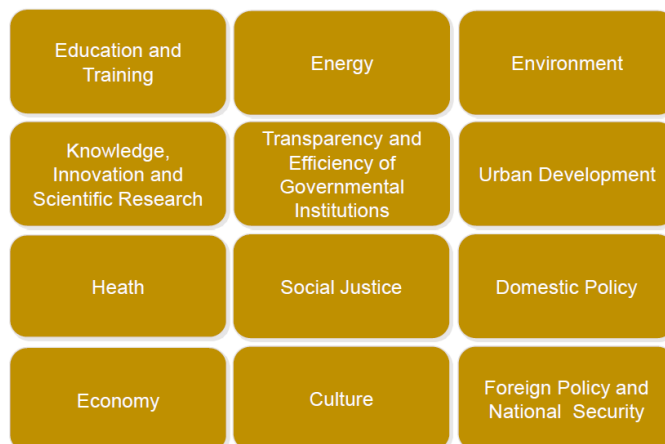 Education and
Training
Energy
Environment
Knowledge,
Innovation and
Scientific Research
Transparency and
Efficiency of
Governmental
Institutions
Urban Development
Heath
Social Justice
Domestic Policy
Economy
Culture
Foreign Policy and
National  Security